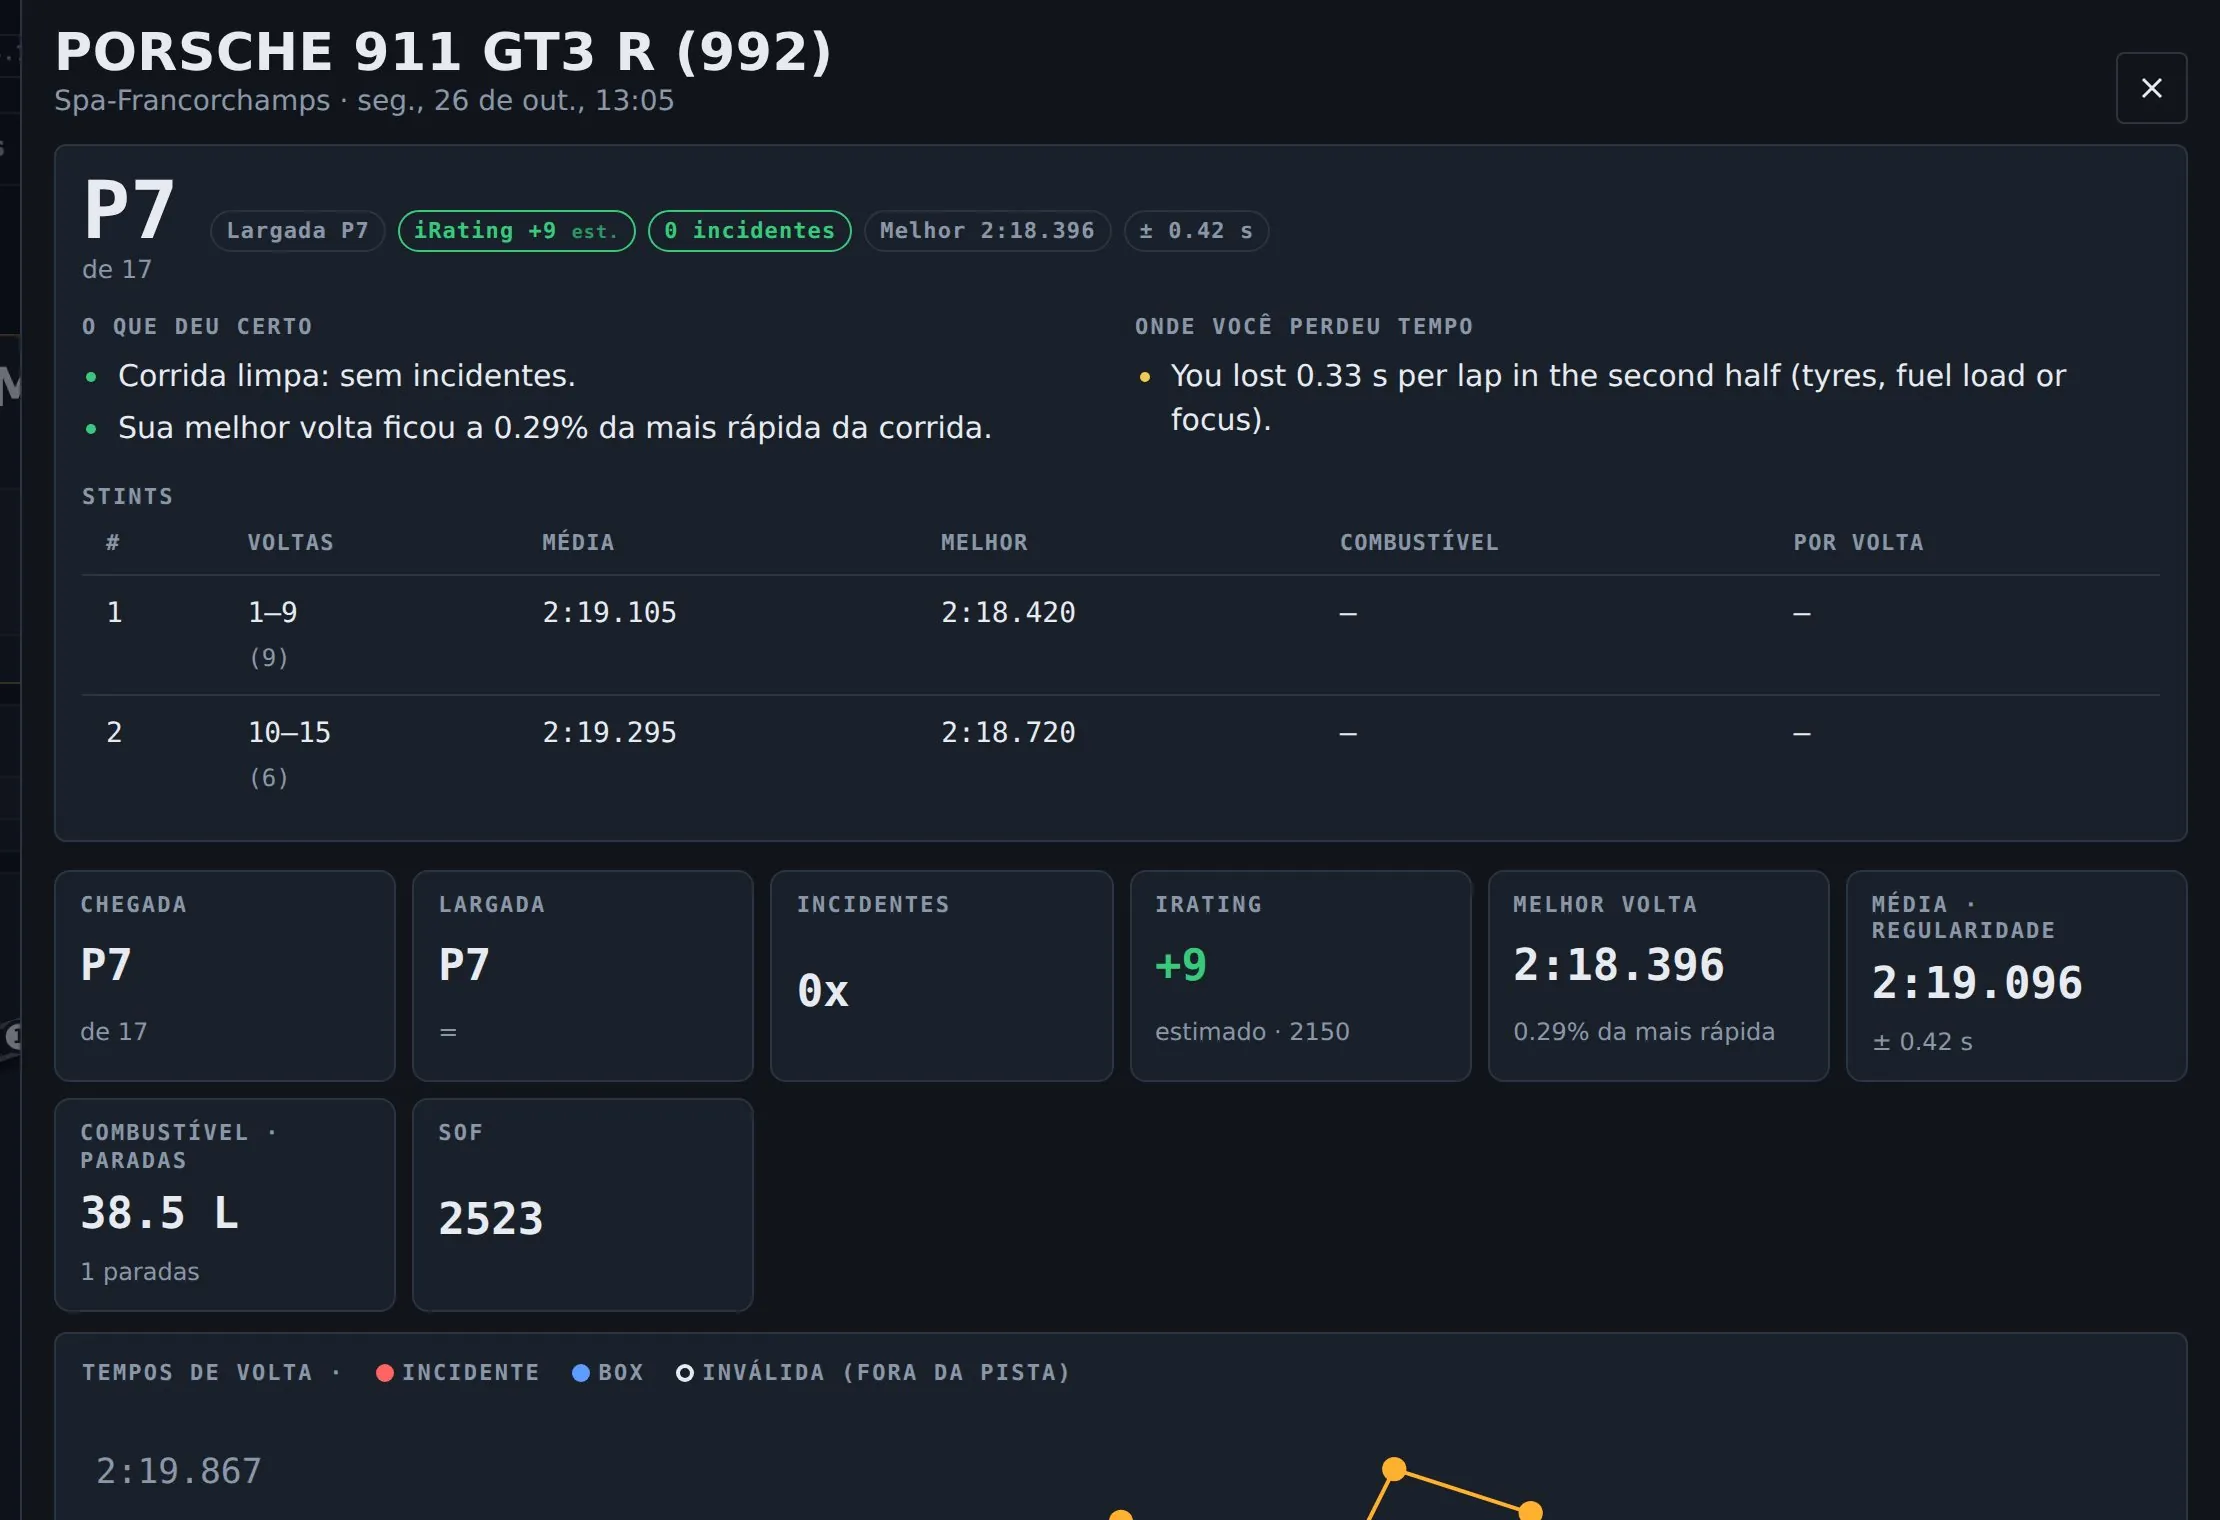 PORSCHE 911 GT3 R (992)
Spa-Francorchamps · seg., 26 de out., 13:05
×
P7
de 17
Largada P7
iRating +9 est.
0 incidentes
Melhor 2:18.396
± 0.42 s
O QUE DEU CERTO
Corrida limpa: sem incidentes.
Sua melhor volta ficou a 0.29% da mais rápida da corrida.
ONDE VOCÊ PERDEU TEMPO
You lost 0.33 s per lap in the second half (tyres, fuel load or
focus).
STINTS
# VOLTAS MÉDIA MELHOR COMBUSTÍVEL POR VOLTA
1 1–9 2:19.105 2:18.420 — —
(9)
2 10–15 2:19.295 2:18.720 — —
(6)
CHEGADA
P7
de 17
LARGADA
P7
=
INCIDENTES
0x
IRATING
+9
estimado · 2150
MELHOR VOLTA
2:18.396
0.29% da mais rápida
MÉDIA ·
REGULARIDADE
2:19.096
± 0.42 s
COMBUSTÍVEL ·
PARADAS
38.5 L
1 paradas
SOF
2523
TEMPOS DE VOLTA · INCIDENTE BOX INVÁLIDA (FORA DA PISTA)
2:19.867